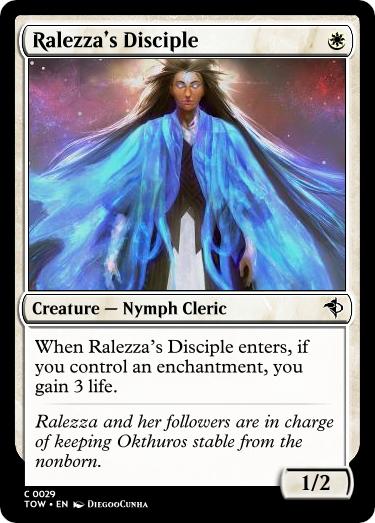 Ralezza's Disciple
Creature — Nymph Cleric
When Ralezza's Disciple enters, if
you control an enchantment, you
gain 3 life.
Ralezza and her followers are in charge
of keeping Okthuros stable from the
nonborn.
1/2
C 0029
TOW • EN DiegooCunha